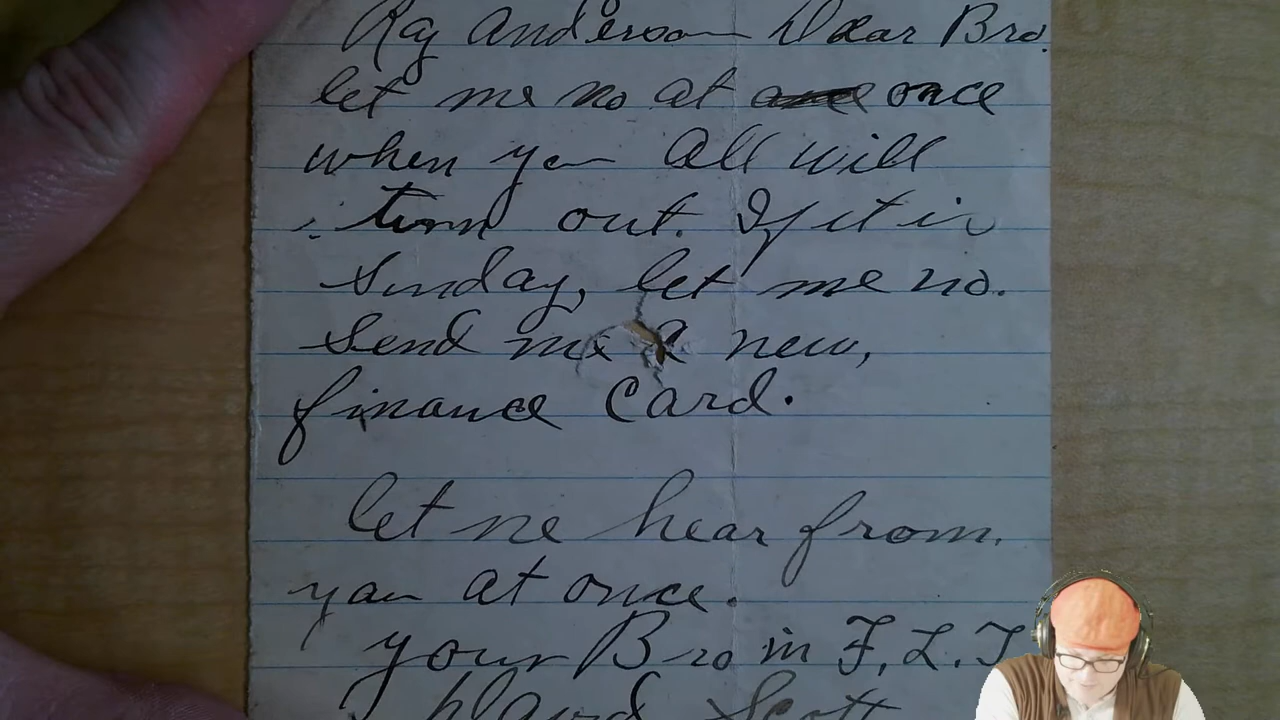 Ray Anderson Dear Bro.
let me no at once
when you all will
turn out. If it is
Sunday, let me no.
Send me a new,
finance Card.
let me hear from.
you at once.
your Bro in F, L. T
Scott